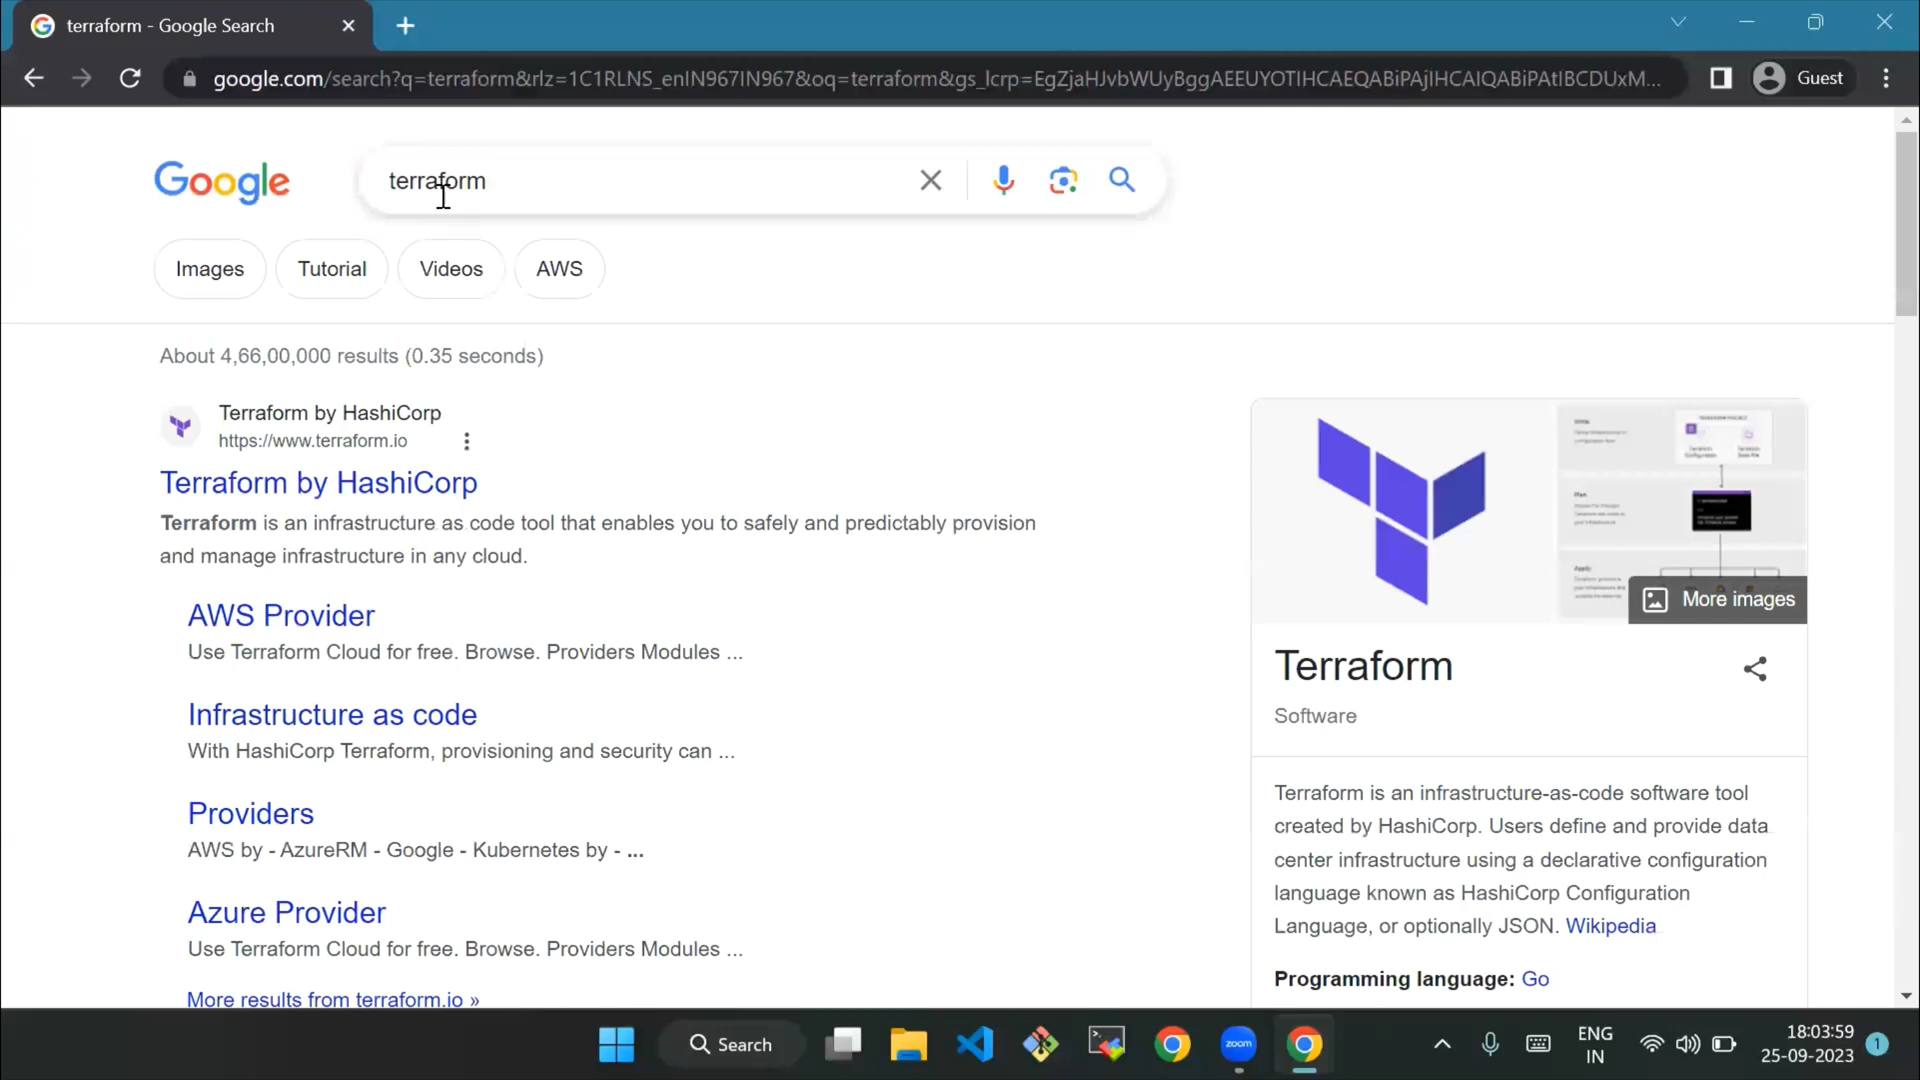 terraform - Google Search
google.com/search?q=terraform&rlz=1C1RLNS_enIN967IN967&oq=terraform&gs_lcrp=EgZjaHJvbWUyBggAEEUYOTIHCAEQABiPAjIHCAIQABiPAtIBCDUxM...
Guest
Google
terraform
Images
Tutorial
Videos
AWS
About 4,66,00,000 results (0.35 seconds)
Terraform by HashiCorp
https://www.terraform.io
Terraform by HashiCorp
Terraform is an infrastructure as code tool that enables you to safely and predictably provision
and manage infrastructure in any cloud.
AWS Provider
Use Terraform Cloud for free. Browse. Providers Modules ...
Infrastructure as code
With HashiCorp Terraform, provisioning and security can ...
Providers
AWS by - AzureRM - Google - Kubernetes by - ...
Azure Provider
Use Terraform Cloud for free. Browse. Providers Modules ...
More results from terraform.io »
Plan
Apply
More images
Terraform
Software
Terraform is an infrastructure-as-code software tool
created by HashiCorp. Users define and provide data
center infrastructure using a declarative configuration
language known as HashiCorp Configuration
Language, or optionally JSON. Wikipedia
Programming language: Go
Search
zoom
ENG
IN
18:03:59
25-09-2023
1